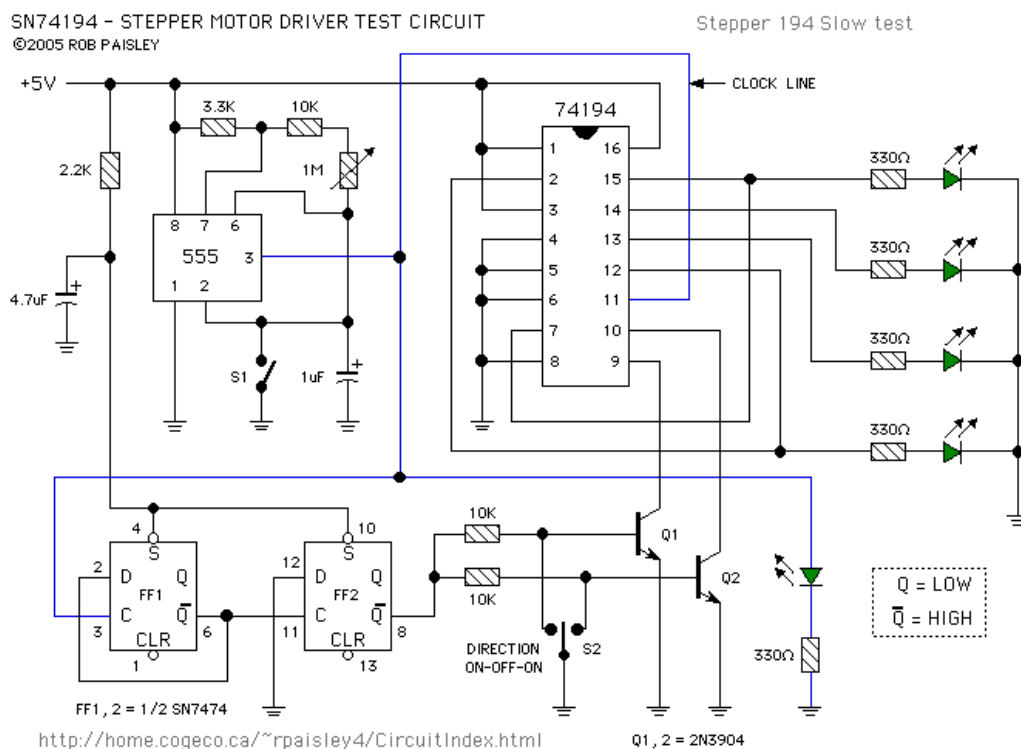 SN74194 - STEPPER MOTOR DRIVER TEST CIRCUIT
©2005 ROB PAISLEY
Stepper 194 Slow test
+5V
CLOCK LINE
3.3K
10K
2.2K
1M
74194
1
2
3
4
5
6
7
8
16
15
14
13
12
11
10
9
330Ω
330Ω
330Ω
330Ω
8
7
6
555
3
1
2
4.7uF
+
S1
1uF
+
4
S
2
D
Q
FF1
C
Q̅
3
6
CLR
1
10
S
12
D
Q
FF2
C
Q̅
11
8
CLR
13
10K
10K
Q1
Q2
DIRECTION
ON-OFF-ON
S2
330Ω
Q = LOW
Q̅ = HIGH
FF1, 2 = 1/2 SN7474
Q1, 2 = 2N3904
http://home.cogeco.ca/~rpaisley4/CircuitIndex.html